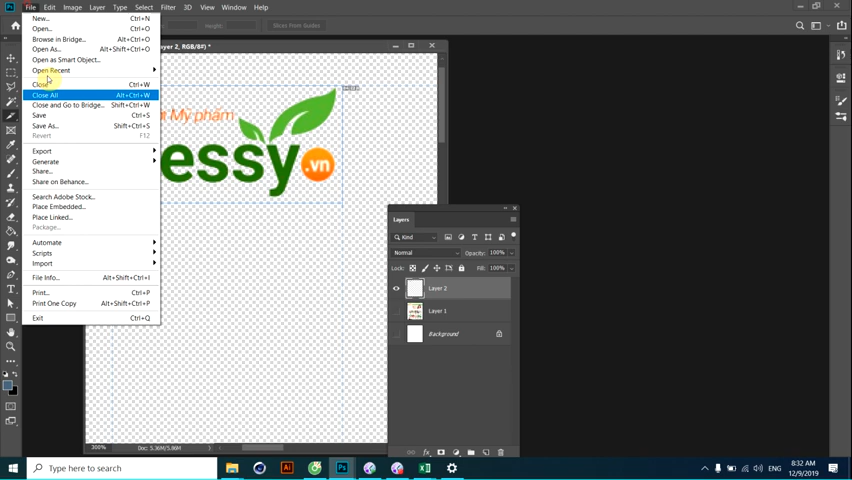 File Edit Image Layer Type Select Filter 3D View Window Help
New... Ctrl+N
Open... Ctrl+O
Browse in Bridge... Alt+Ctrl+O
Open As... Alt+Shift+Ctrl+O
Open as Smart Object...
Open Recent
Close Ctrl+W
Close All Alt+Ctrl+W
Close and Go to Bridge... Shift+Ctrl+W
Save Ctrl+S
Save As... Shift+Ctrl+S
Revert F12
Export
Generate
Share...
Share on Behance...
Search Adobe Stock...
Place Embedded...
Place Linked...
Package...
Automate
Scripts
Import
File Info... Alt+Shift+Ctrl+I
Print... Ctrl+P
Print One Copy Alt+Shift+Ctrl+P
Exit Ctrl+Q
Height:
Slices From Guides
2, RGB/8#) *
Mỹ phẩm
essy .vn
Layers
Kind
Normal Opacity: 100%
Lock: Fill: 100%
Layer 2
Layer 1
Background
300% Doc: 5.36M/5.86M
Type here to search
8:32 AM
12/9/2019